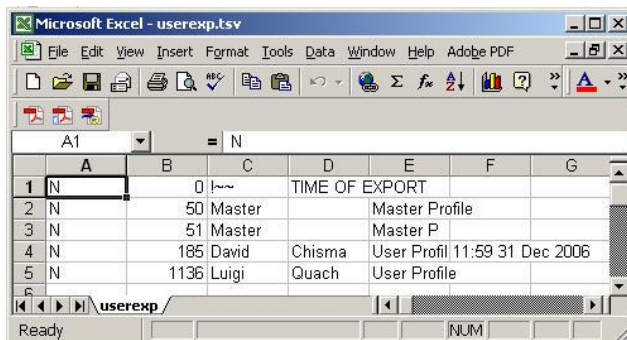 Microsoft Excel - userexp.tsv
File Edit View Insert Format Tools Data Window Help Adobe PDF
A1 = N
A B C D E F G
1 N 0 !~~ TIME OF EXPORT
2 N 50 Master Master Profile
3 N 51 Master Master P
4 N 185 David Chisma User Profil 11:59 31 Dec 2006
5 N 1136 Luigi Quach User Profile
6
userexp
Ready NUM